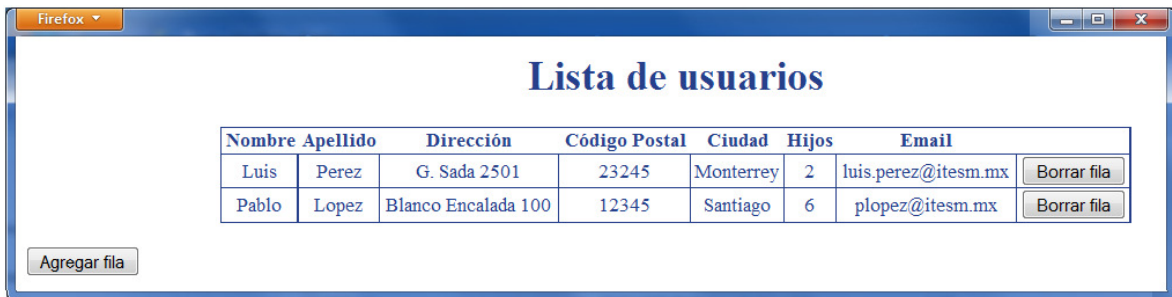 Firefox
Lista de usuarios
Nombre Apellido Dirección Código Postal Ciudad Hijos Email
Luis Perez G. Sada 2501 23245 Monterrey 2 luis.perez@itesm.mx Borrar fila
Pablo Lopez Blanco Encalada 100 12345 Santiago 6 plopez@itesm.mx Borrar fila
Agregar fila